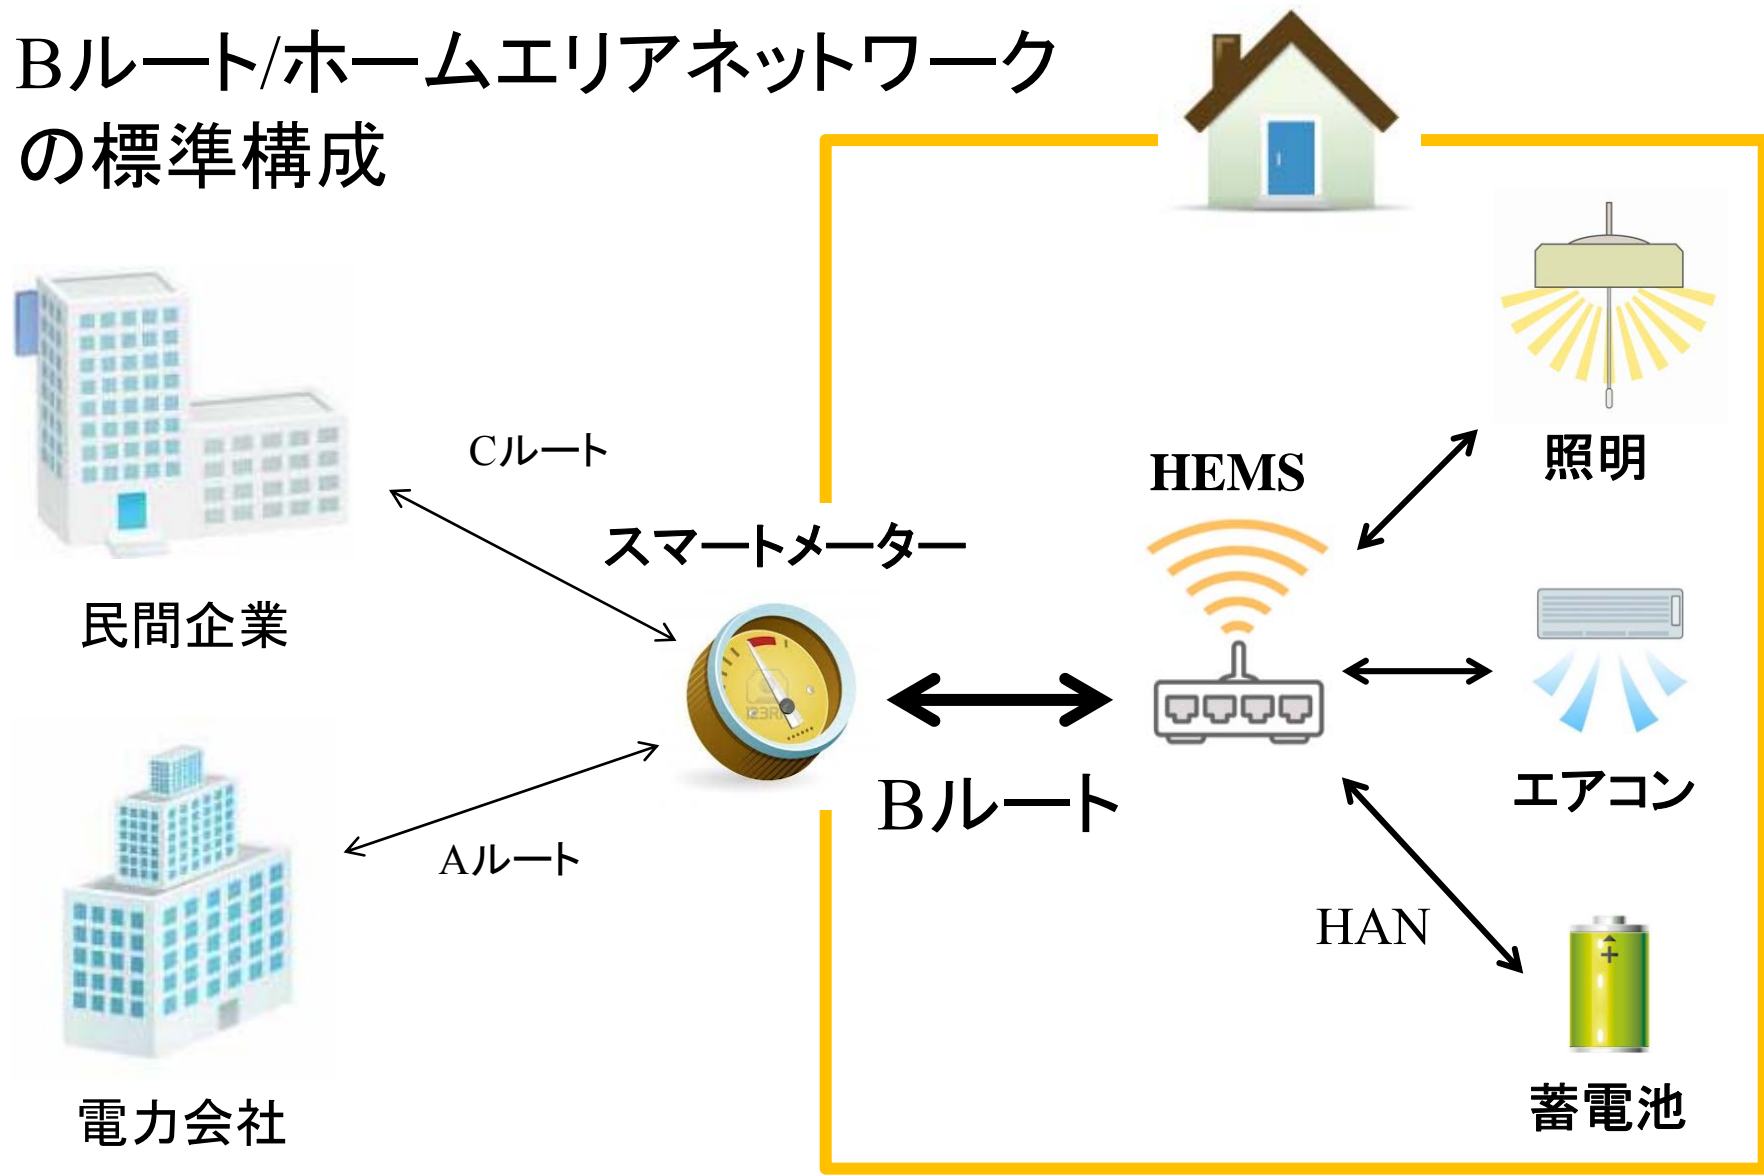 Bルート/ホームエリアネットワーク
の標準構成
Cルート
民間企業
スマートメーター
123RF
Aルート
電力会社
Bルート
HEMS
照明
エアコン
HAN
蓄電池